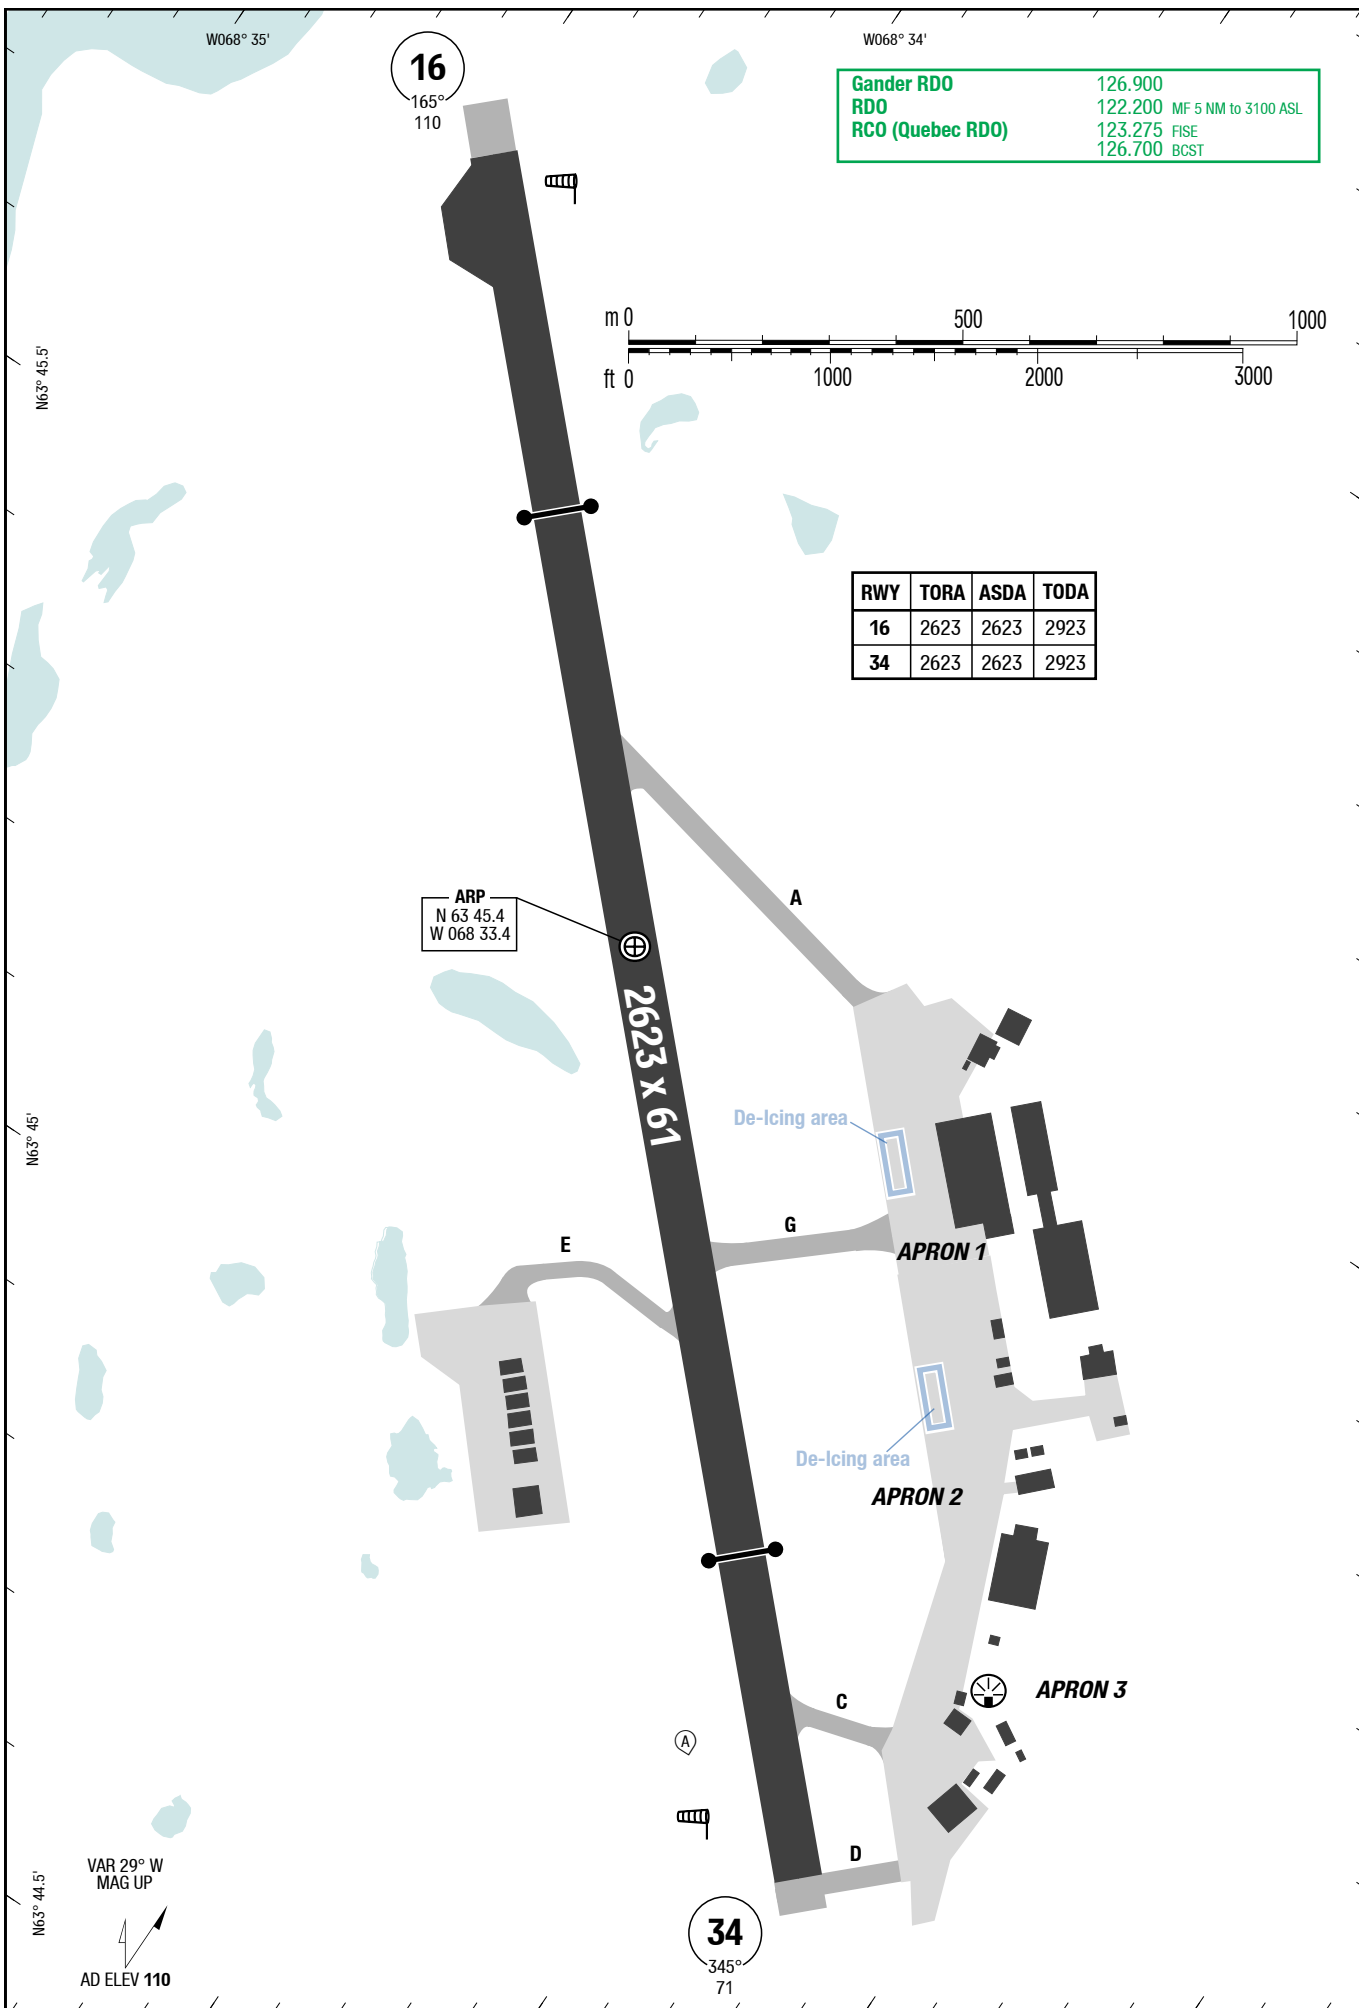 W068° 35'
W068° 34'
16
165°
110
Gander RDO 126.900
RDO 122.200 MF 5 NM to 3100 ASL
RCO (Quebec RDO) 123.275 FISE
126.700 BCST
m 0 500 1000
ft 0 1000 2000 3000
N63° 45.5'
RWY TORA ASDA TODA
16 2623 2623 2923
34 2623 2623 2923
A
ARP
N 63 45.4
W 068 33.4
2623 x 61
De-Icing area
N63° 45'
G
E
APRON 1
De-Icing area
APRON 2
C
APRON 3
A
D
VAR 29° W
MAG UP
N63° 44.5'
AD ELEV 110
34
345°
71